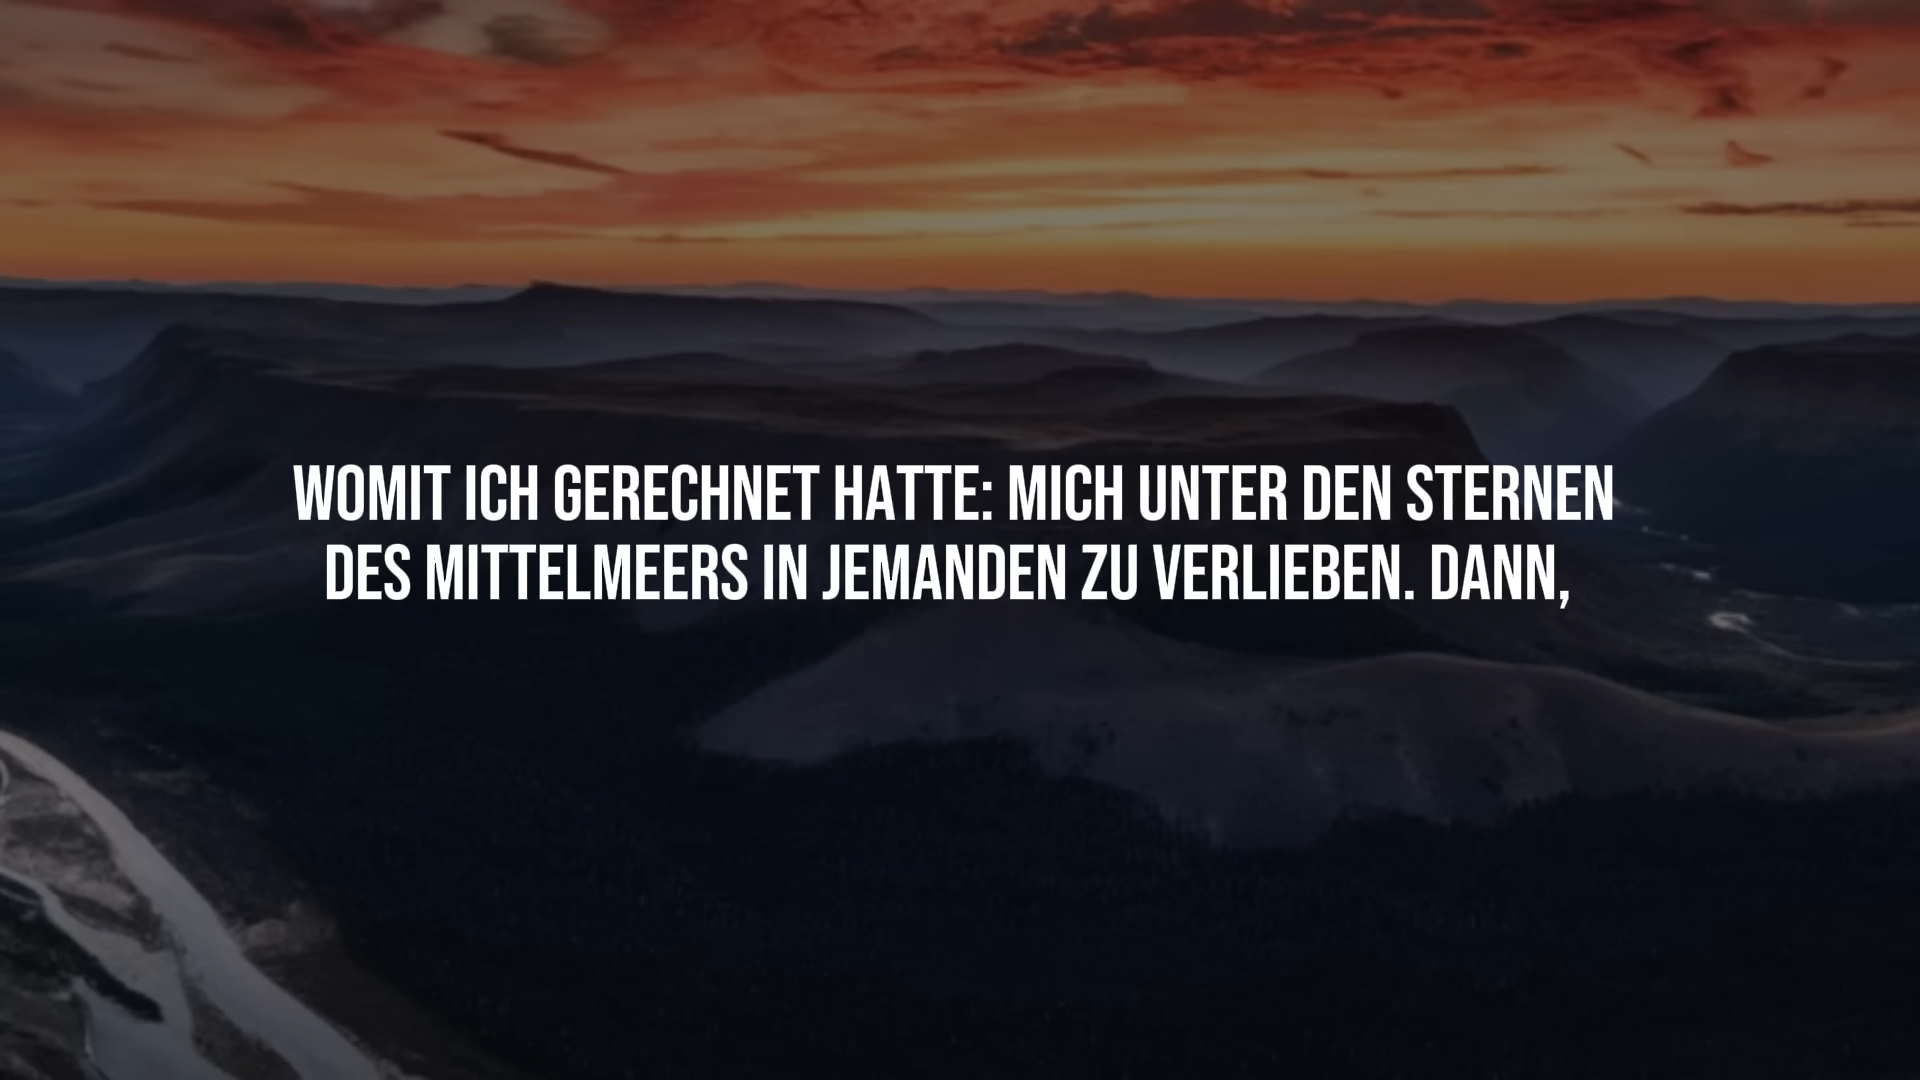 WOMIT ICH GERECHNET HATTE: MICH UNTER DEN STERNEN
DES MITTELMEERS IN JEMANDEN ZU VERLIEBEN. DANN,